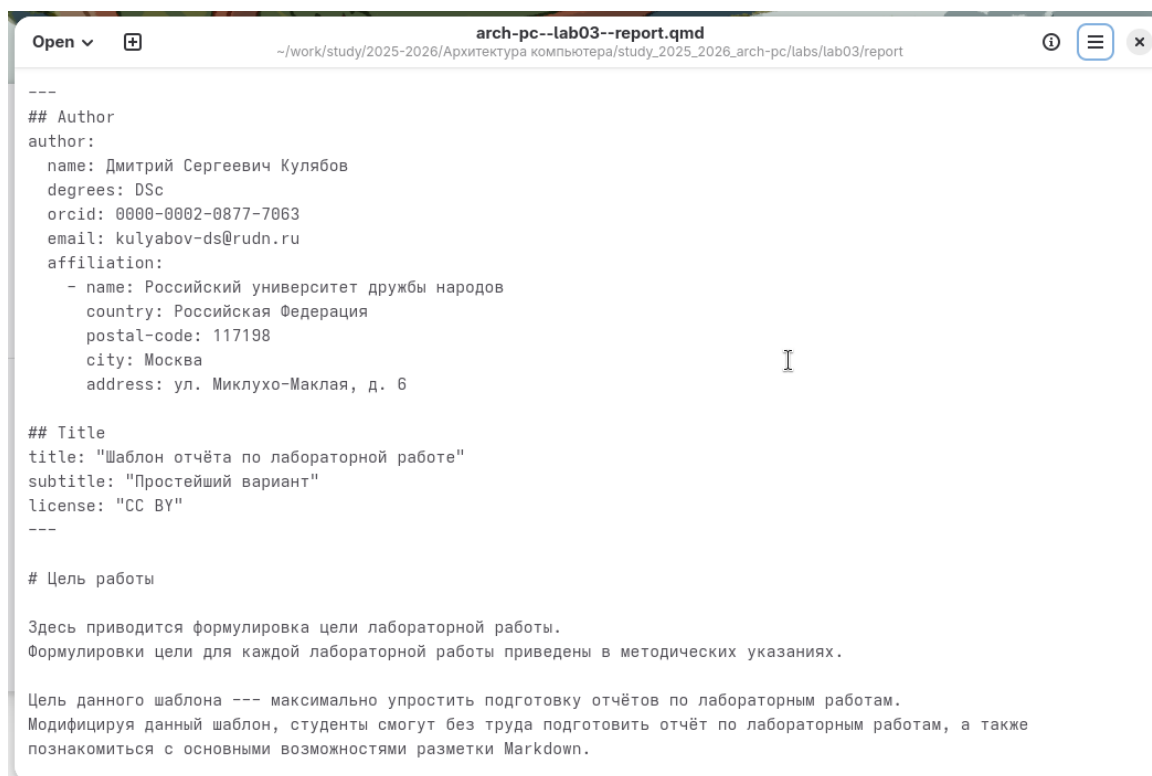 Open
arch-pc--lab03--report.qmd
~/work/study/2025-2026/Архитектура компьютера/study_2025_2026_arch-pc/labs/lab03/report
---
## Author
author:
  name: Дмитрий Сергеевич Кулябов
  degrees: DSc
  orcid: 0000-0002-0877-7063
  email: kulyabov-ds@rudn.ru
  affiliation:
    - name: Российский университет дружбы народов
      country: Российская Федерация
      postal-code: 117198
      city: Москва
      address: ул. Миклухо-Маклая, д. 6
## Title
title: "Шаблон отчёта по лабораторной работе"
subtitle: "Простейший вариант"
license: "CC BY"
---
# Цель работы
Здесь приводится формулировка цели лабораторной работы.
Формулировки цели для каждой лабораторной работы приведены в методических указаниях.
Цель данного шаблона --- максимально упростить подготовку отчётов по лабораторным работам.
Модифицируя данный шаблон, студенты смогут без труда подготовить отчёт по лабораторным работам, а также
познакомиться с основными возможностями разметки Markdown.